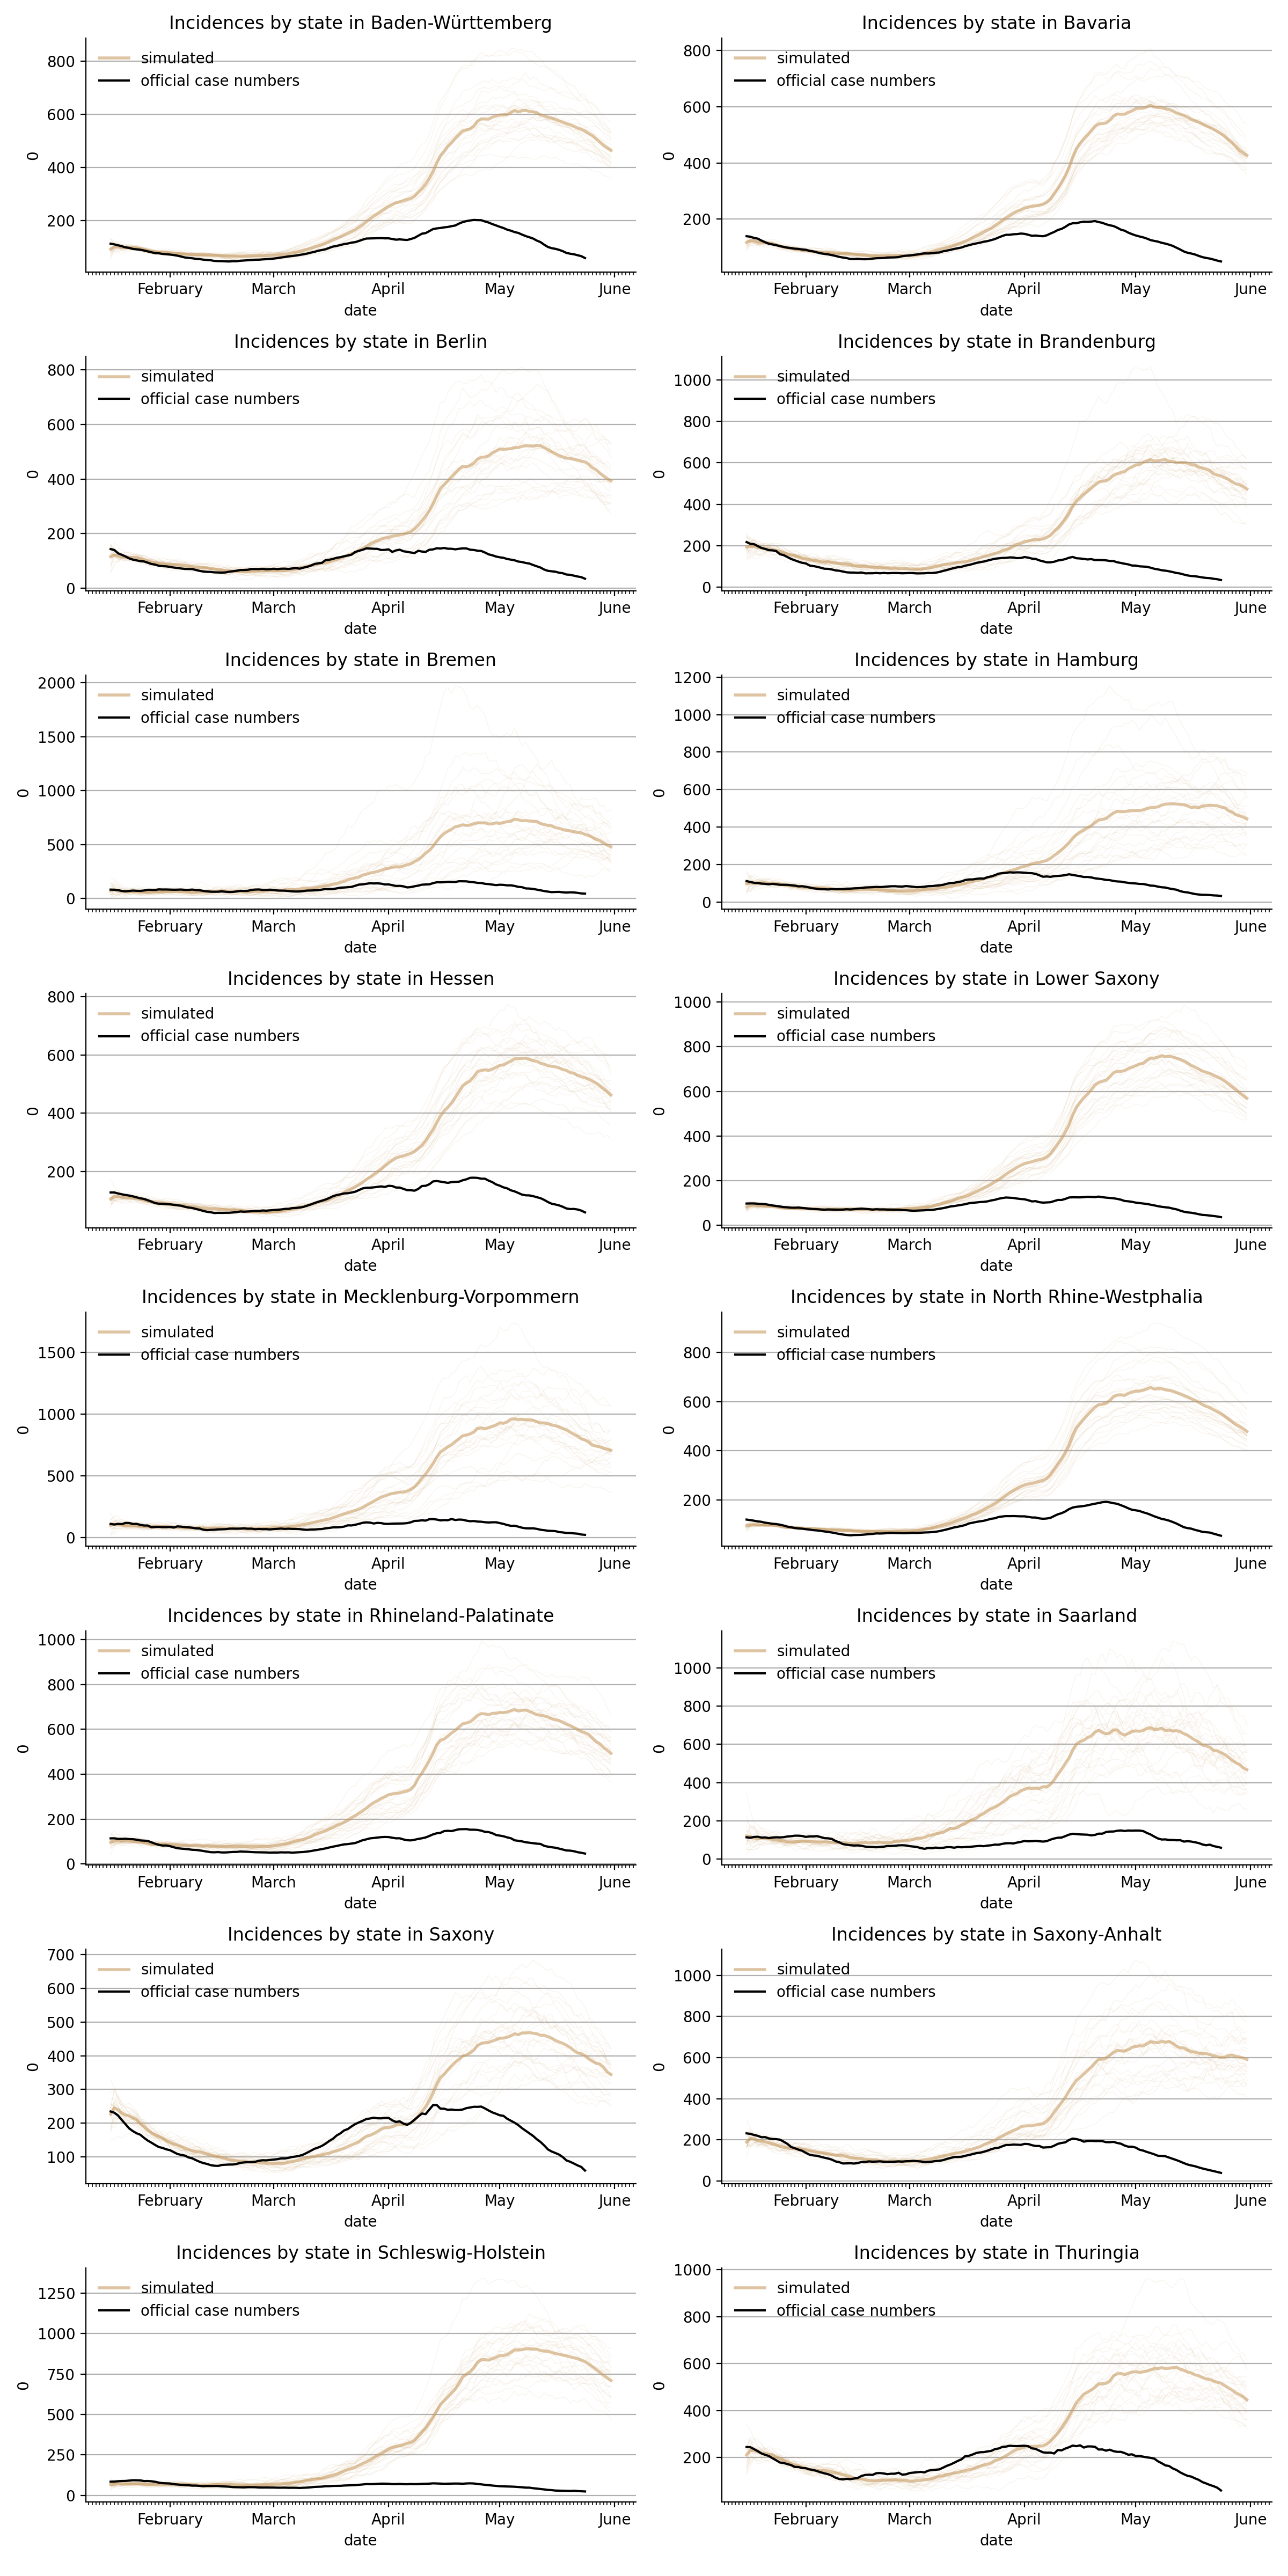 Incidences by state in Baden-Württemberg
simulated
official case numbers
800
600
400
200
0
February March April May June
date
Incidences by state in Bavaria
simulated
official case numbers
800
600
400
200
0
February March April May June
date
Incidences by state in Berlin
simulated
official case numbers
800
600
400
200
0
0
February March April May June
date
Incidences by state in Brandenburg
simulated
official case numbers
1000
800
600
400
200
0
0
February March April May June
date
Incidences by state in Bremen
simulated
official case numbers
2000
1500
1000
500
0
0
February March April May June
date
Incidences by state in Hamburg
simulated
official case numbers
1200
1000
800
600
400
200
0
0
February March April May June
date
Incidences by state in Hessen
simulated
official case numbers
800
600
400
200
0
February March April May June
date
Incidences by state in Lower Saxony
simulated
official case numbers
1000
800
600
400
200
0
0
February March April May June
date
Incidences by state in Mecklenburg-Vorpommern
simulated
official case numbers
1500
1000
500
0
0
February March April May June
date
Incidences by state in North Rhine-Westphalia
simulated
official case numbers
800
600
400
200
0
February March April May June
date
Incidences by state in Rhineland-Palatinate
simulated
official case numbers
1000
800
600
400
200
0
0
February March April May June
date
Incidences by state in Saarland
simulated
official case numbers
1000
800
600
400
200
0
0
February March April May June
date
Incidences by state in Saxony
simulated
official case numbers
700
600
500
400
300
200
100
0
February March April May June
date
Incidences by state in Saxony-Anhalt
simulated
official case numbers
1000
800
600
400
200
0
0
February March April May June
date
Incidences by state in Schleswig-Holstein
simulated
official case numbers
1250
1000
750
500
250
0
0
February March April May June
date
Incidences by state in Thuringia
simulated
official case numbers
1000
800
600
400
200
0
February March April May June
date